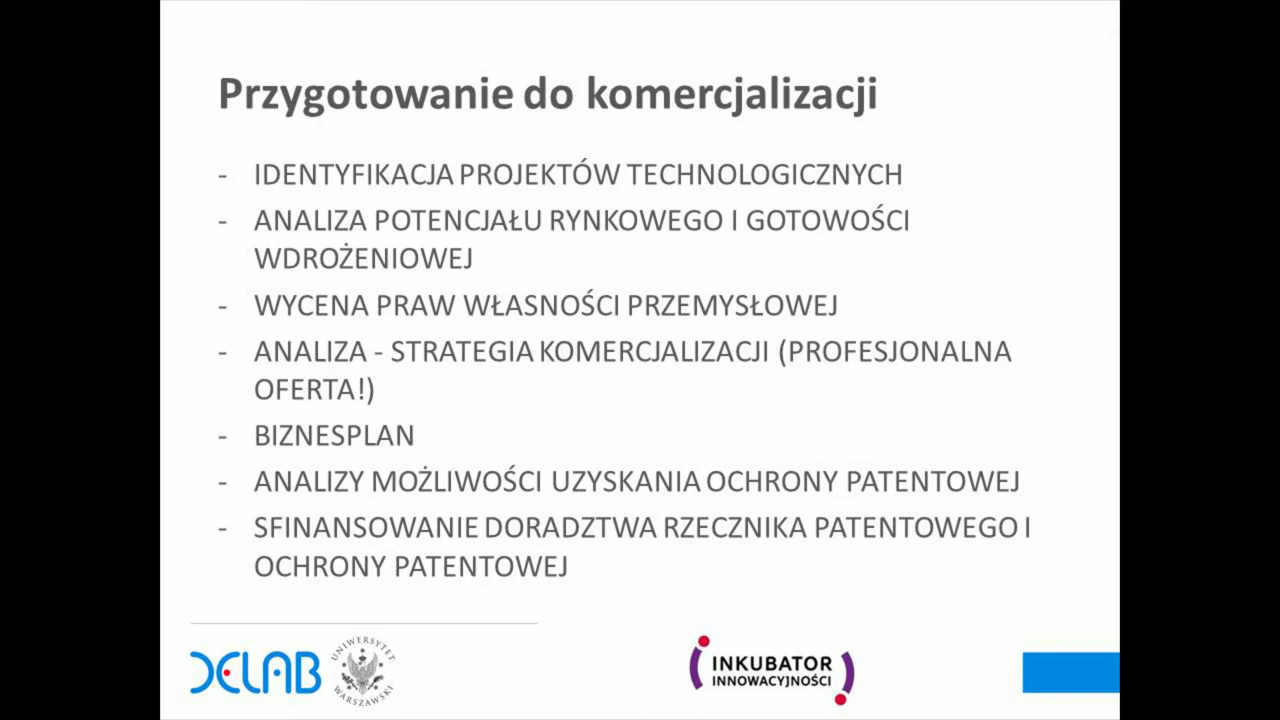 Przygotowanie do komercjalizacji
- IDENTYFIKACJA PROJEKTÓW TECHNOLOGICZNYCH
- ANALIZA POTENCJAŁU RYNKOWEGO I GOTOWOŚCI
WDROŻENIOWEJ
- WYCENA PRAW WŁASNOŚCI PRZEMYSŁOWEJ
- ANALIZA - STRATEGIA KOMERCJALIZACJI (PROFESJONALNA
OFERTA!)
- BIZNESPLAN
- ANALIZY MOŻLIWOŚCI UZYSKANIA OCHRONY PATENTOWEJ
- SFINANSOWANIE DORADZTWA RZECZNIKA PATENTOWEGO I
OCHRONY PATENTOWEJ
DELAB
UNIWERSYTET
WARSZAWSKI
INKUBATOR
INNOWACYJNOŚCI